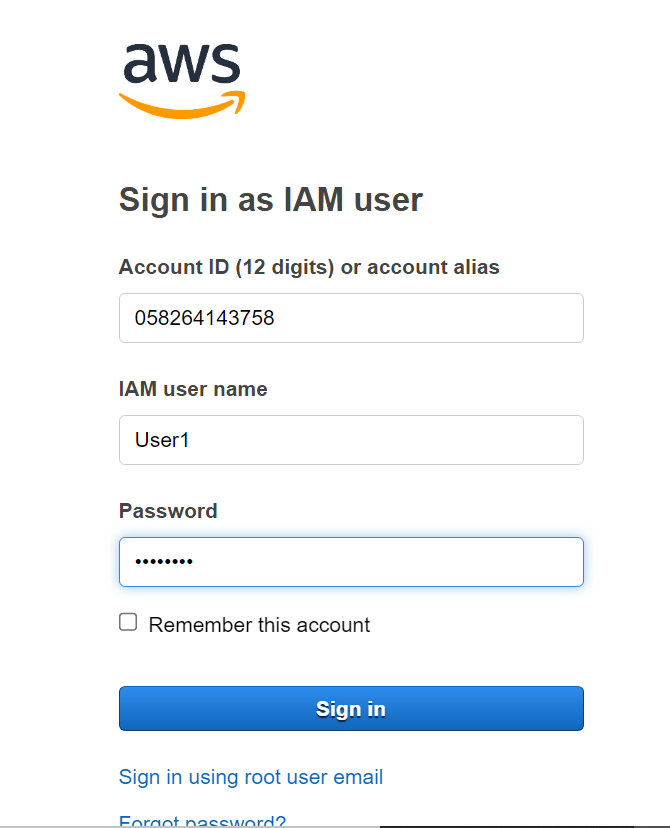 aws
Sign in as IAM user
Account ID (12 digits) or account alias
058264143758
IAM user name
User1
Password
••••••••
Remember this account
Sign in
Sign in using root user email
Forgot password?